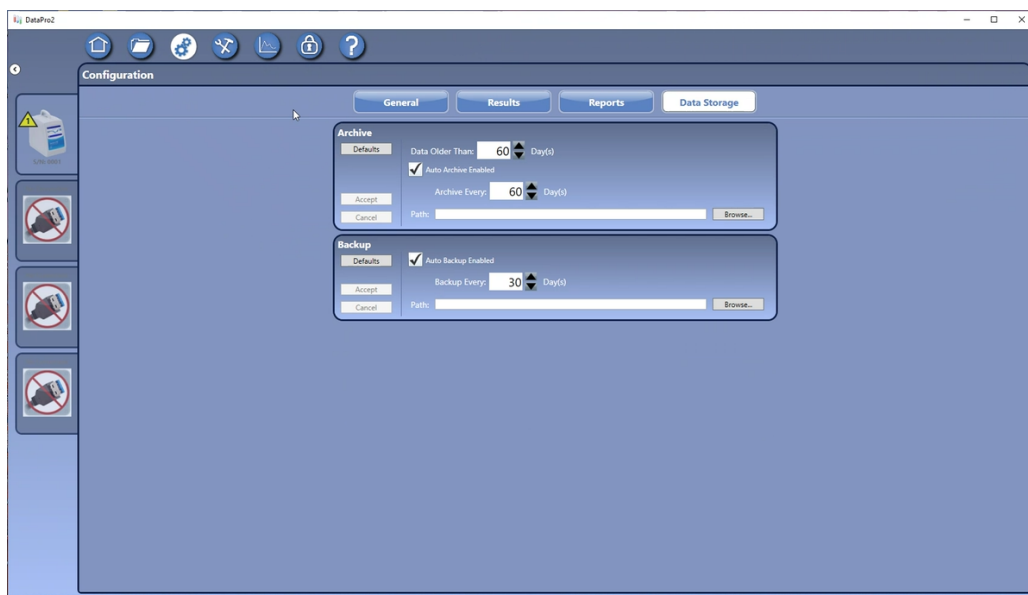 DataPro2
?
Configuration
General Results Reports Data Storage
Archive
Defaults Data Older Than: 60 Day(s)
Auto Archive Enabled
Accept Archive Every: 60 Day(s)
Cancel Path: Browse...
Backup
Defaults Auto Backup Enabled
Accept Backup Every: 30 Day(s)
Cancel Path: Browse...